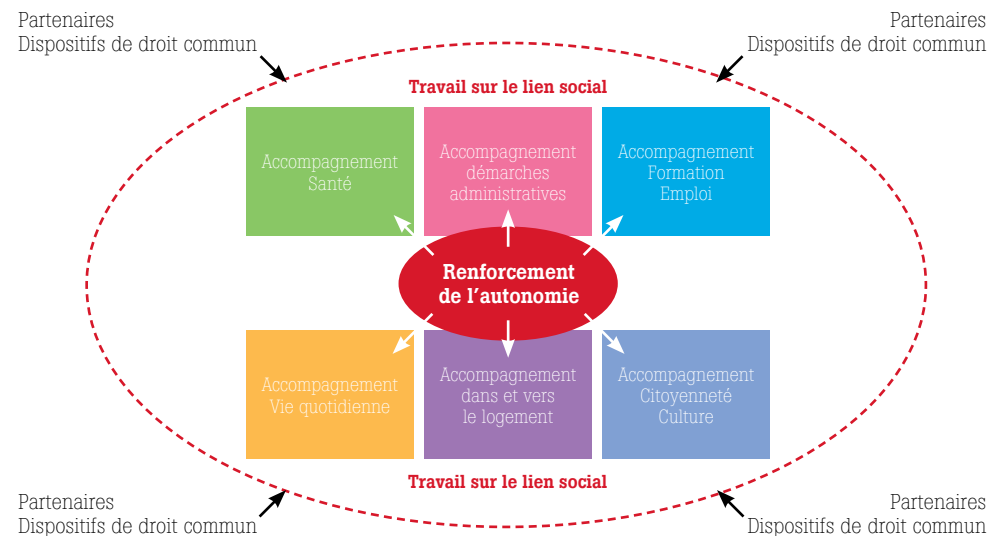 Partenaires
Dispositifs de droit commun
Partenaires
Dispositifs de droit commun
Travail sur le lien social
Accompagnement
Santé
Accompagnement
démarches
administratives
Accompagnement
Formation
Emploi
Renforcement
de l'autonomie
Accompagnement
Vie quotidienne
Accompagnement
dans et vers
le logement
Accompagnement
Citoyenneté
Culture
Travail sur le lien social
Partenaires
Dispositifs de droit commun
Partenaires
Dispositifs de droit commun